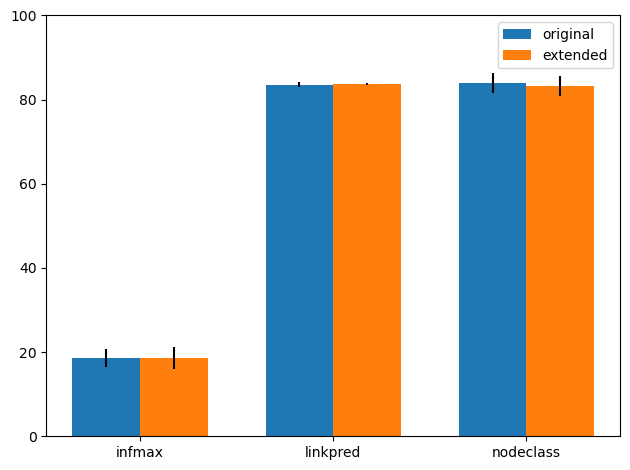 100
80
60
40
20
0
original
extended
infmax
linkpred
nodeclass